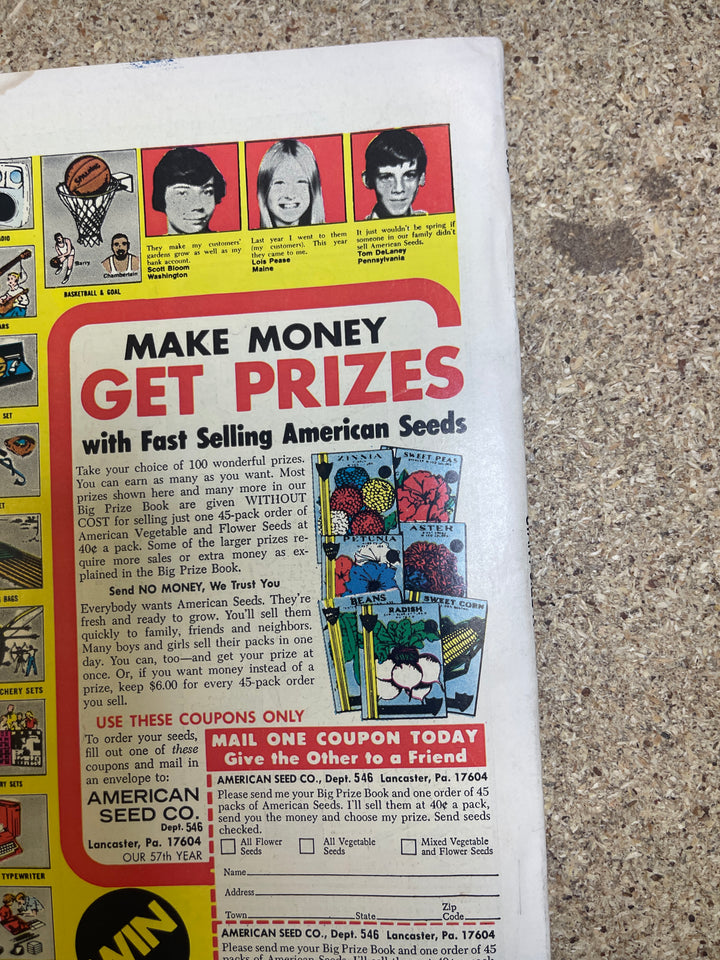 SPALDING
Barry
Chamberlain
BASKETBALL & GOAL
They make my customers'
gardens grow as well as my
bank account.
Scott Bloom
Washington
Last year I went to them
(my customers). This year
they came to me.
Lois Pease
Maine
It just wouldn't be spring if
someone in our family didn't
sell American Seeds.
Tom DeLaney
Pennsylvania
SET
BAGS
CHERY SETS
RY SETS
TYPEWRITER
MAKE MONEY
GET PRIZES
with Fast Selling American Seeds
Take your choice of 100 wonderful prizes.
You can earn as many as you want. Most
prizes shown here and many more in our
Big Prize Book are given WITHOUT
COST for selling just one 45-pack order of
American Vegetable and Flower Seeds at
40¢ a pack. Some of the larger prizes re-
quire more sales or extra money as ex-
plained in the Big Prize Book.
Send NO MONEY, We Trust You
Everybody wants American Seeds. They're
fresh and ready to grow. You'll sell them
quickly to family, friends and neighbors.
Many boys and girls sell their packs in one
day. You can, too—and get your prize at
once. Or, if you want money instead of a
prize, keep $6.00 for every 45-pack order
you sell.
ZINNIA
SWEET PEAS
PETUNIA
ASTER
BEANS
RADISH
SWEET CORN
USE THESE COUPONS ONLY
To order your seeds,
fill out one of these
coupons and mail in
an envelope to:
AMERICAN
SEED CO.
Dept. 546
Lancaster, Pa. 17604
OUR 57th YEAR
WIN
MAIL ONE COUPON TODAY
Give the Other to a Friend
AMERICAN SEED CO., Dept. 546 Lancaster, Pa. 17604
Please send me your Big Prize Book and one order of 45
packs of American Seeds. I'll sell them at 40¢ a pack,
send you the money and choose my prize. Send seeds
checked.
All Flower Seeds
All Vegetable Seeds
Mixed Vegetable and Flower Seeds
Name
Address
Town State Zip Code
AMERICAN SEED CO., Dept. 546 Lancaster, Pa. 17604
Please send me your Big Prize Book and one order of 45